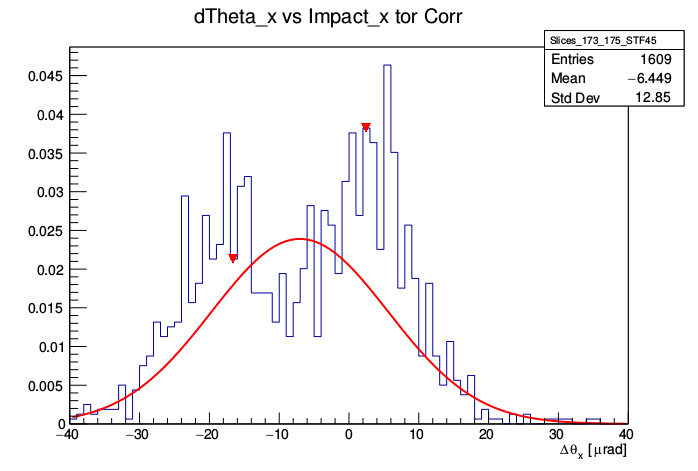 dTheta_x vs Impact_x tor Corr
Slices_173_175_STF45
Entries 1609
Mean −6.449
Std Dev 12.85
0.045
0.04
0.035
0.03
0.025
0.02
0.015
0.01
0.005
0
−40 −30 −20 −10 0 10 20 30 40
Δθx [μrad]